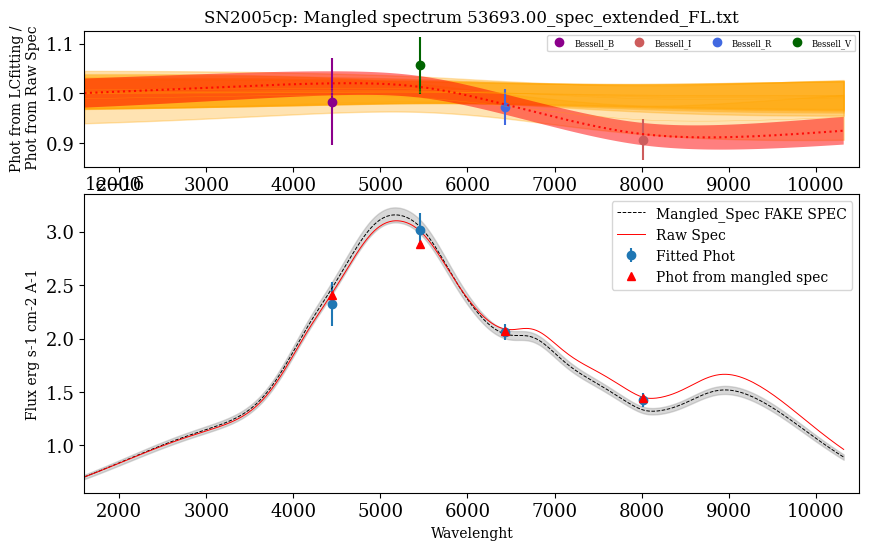 SN2005cp: Mangled spectrum 53693.00_spec_extended_FL.txt
Phot from LCfitting /
Phot from Raw Spec
1.1
1.0
0.9
Bessell_B
Bessell_I
Bessell_R
Bessell_V
2000 3000 4000 5000 6000 7000 8000 9000 10000
1e−16
Flux erg s-1 cm-2 A-1
3.0
2.5
2.0
1.5
1.0
Mangled_Spec FAKE SPEC
Raw Spec
Fitted Phot
Phot from mangled spec
2000 3000 4000 5000 6000 7000 8000 9000 10000
Wavelenght